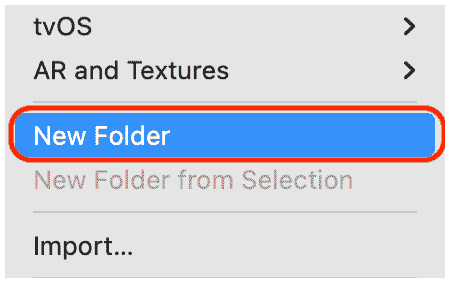 tvOS
AR and Textures
New Folder
New Folder from Selection
Import...